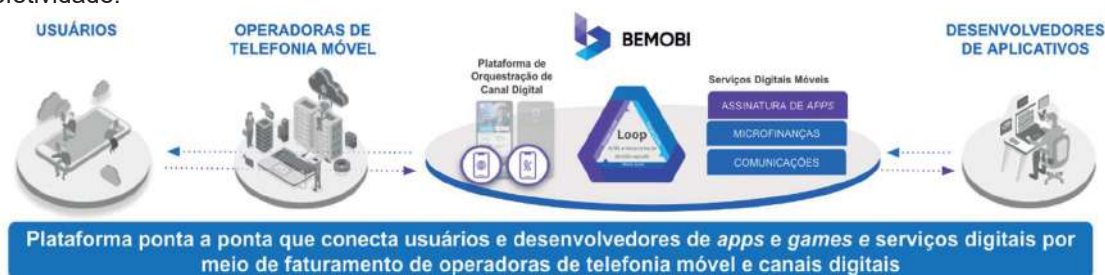 USUÁRIOS
OPERADORAS DE
TELEFONIA MÓVEL
BEMOBI
DESENVOLVEDORES
DE APLICATIVOS
Plataforma de
Orquestração de
Canal Digital
Loop
Serviços Digitais Móveis
ASSINATURA DE APPS
MICROFINANÇAS
COMUNICAÇÕES
Plataforma ponta a ponta que conecta usuários e desenvolvedores de apps e games e serviços digitais por
meio de faturamento de operadoras de telefonia móvel e canais digitais